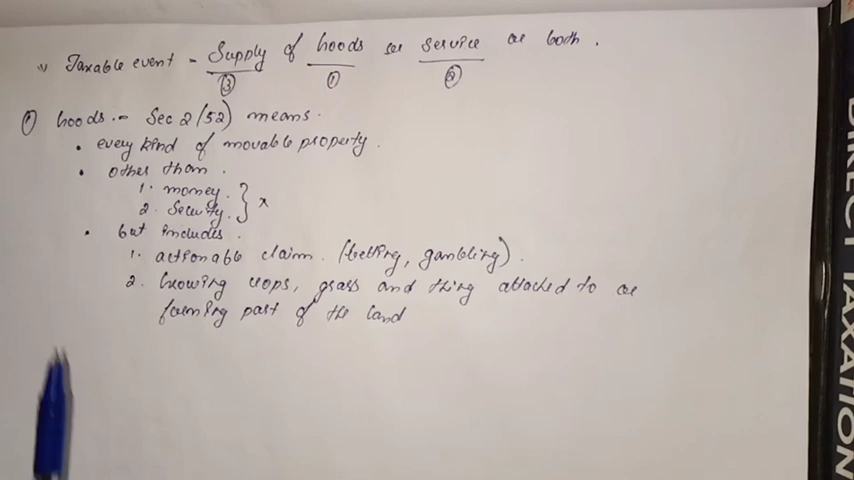 Taxable event - Supply of Goods or Service or both.
③ ① ②
① Goods :- Sec 2 (52) means.
• every kind of movable property.
• other than.
1. money.
2. Security. } x
• but includes.
1. actionable claim. (betting, gambling).
2. Growing crops, grass and thing attached to or
forming part of the land
DIRECT TAXATION